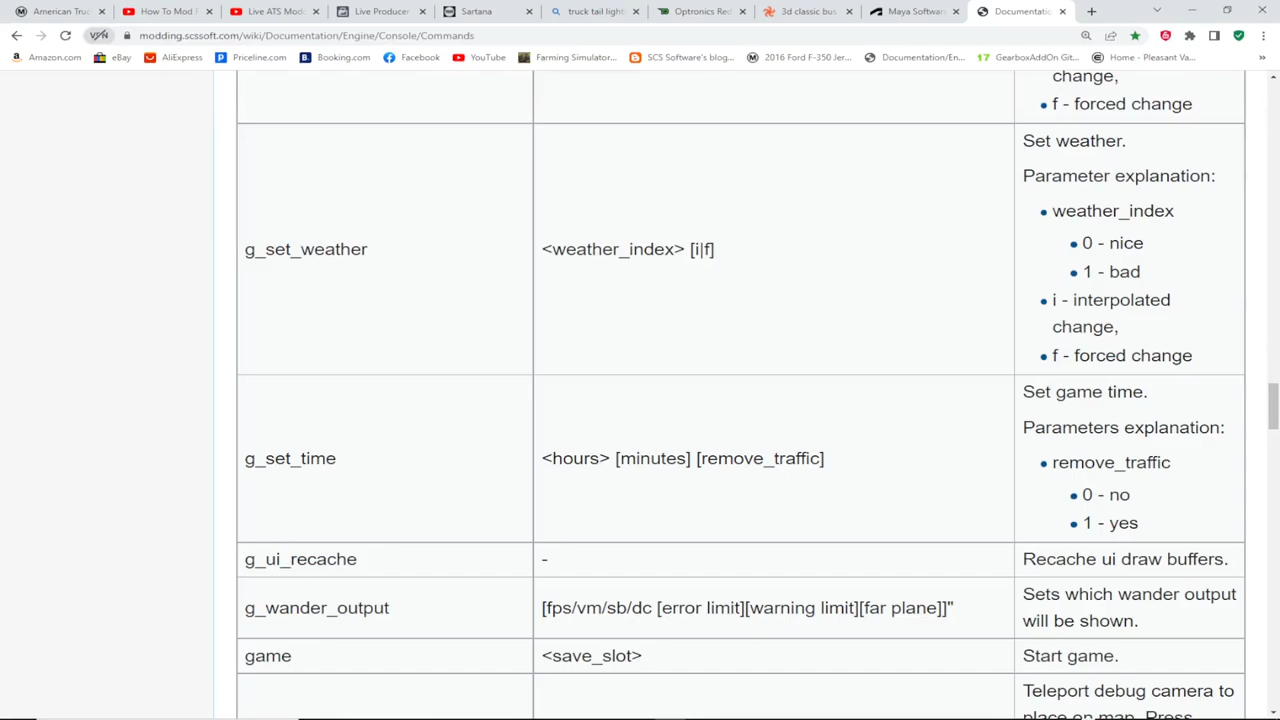 American Truc
How To Mod F
Live ATS Modd
Live Producer
Sartana
truck tail light
Optronics Red
3d classic bus
Maya Software
Documentatic
modding.scssoft.com/wiki/Documentation/Engine/Console/Commands
Amazon.com
eBay
AliExpress
Priceline.com
Booking.com
Facebook
YouTube
Farming Simulator...
SCS Software's blog...
2016 Ford F-350 Jer...
Documentation/En...
GearboxAddOn Git...
Home - Pleasant Va...
»
change,
f - forced change
g_set_weather
<weather_index> [i|f]
Set weather.
Parameter explanation:
weather_index
0 - nice
1 - bad
i - interpolated
change,
f - forced change
g_set_time
<hours> [minutes] [remove_traffic]
Set game time.
Parameters explanation:
remove_traffic
0 - no
1 - yes
g_ui_recache
-
Recache ui draw buffers.
g_wander_output
[fps/vm/sb/dc [error limit][warning limit][far plane]]"
Sets which wander output
will be shown.
game
<save_slot>
Start game.
Teleport debug camera to
place on map. Press